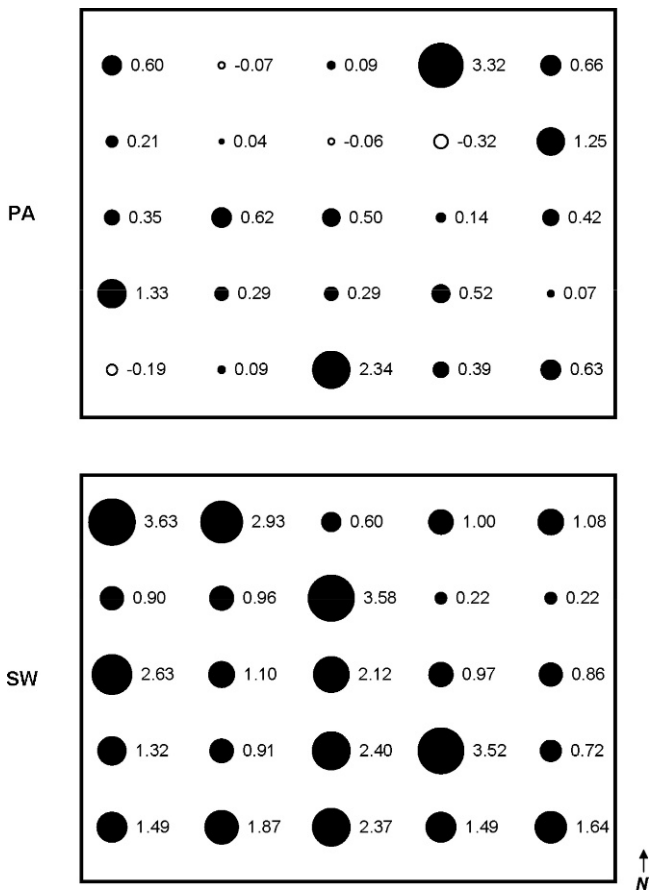 0.60 -0.07 0.09 3.32 0.66
0.21 0.04 -0.06 -0.32 1.25
PA
0.35 0.62 0.50 0.14 0.42
1.33 0.29 0.29 0.52 0.07
-0.19 0.09 2.34 0.39 0.63
3.63 2.93 0.60 1.00 1.08
0.90 0.96 3.58 0.22 0.22
SW
2.63 1.10 2.12 0.97 0.86
1.32 0.91 2.40 3.52 0.72
1.49 1.87 2.37 1.49 1.64
N